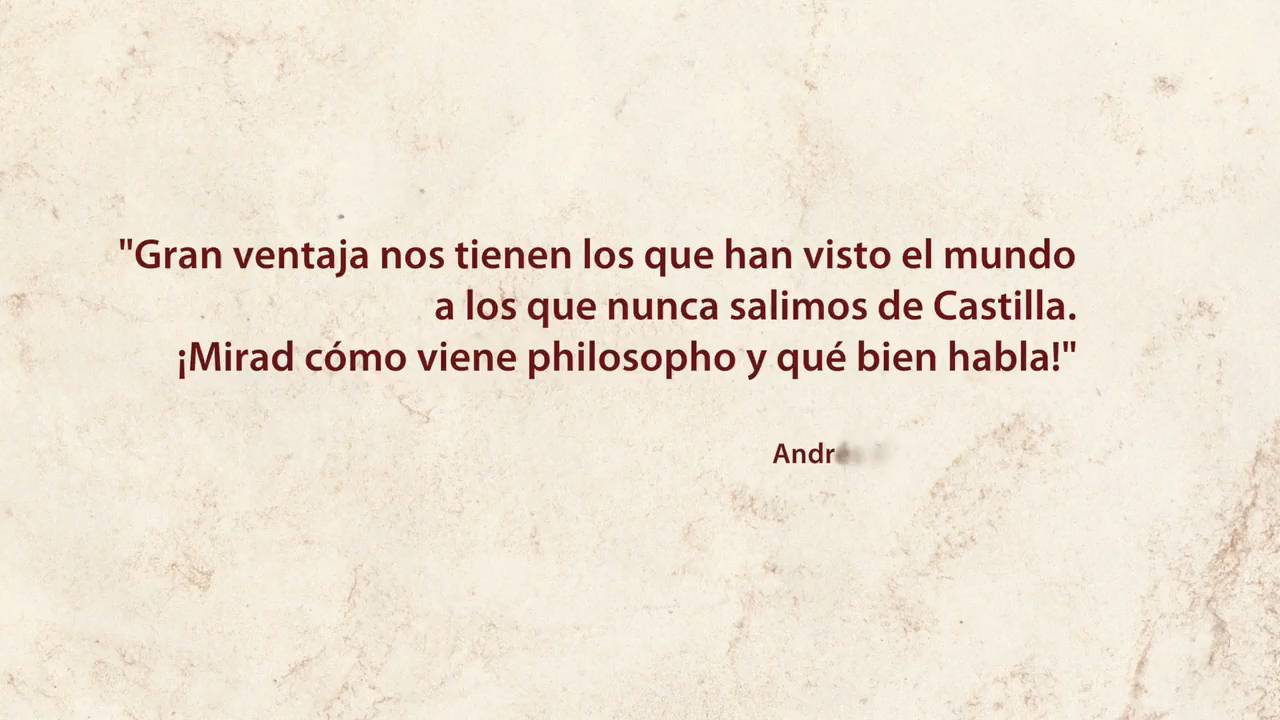 "Gran ventaja nos tienen los que han visto el mundo
a los que nunca salimos de Castilla.
¡Mirad cómo viene philosopho y qué bien habla!"